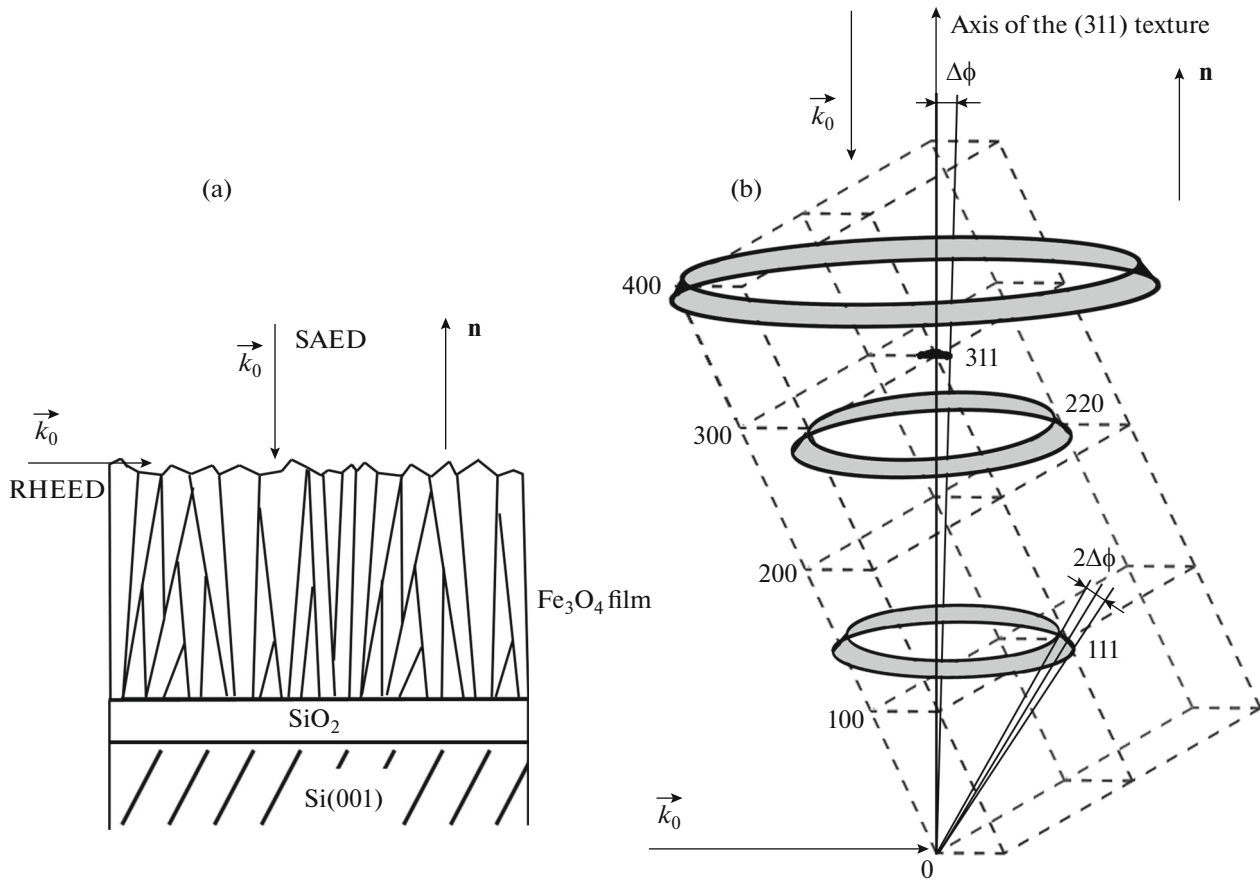 (a)
SAED
k₀
n
k₀
RHEED
Fe₃O₄ film
SiO₂
Si(001)
(b)
Axis of the (311) texture
Δϕ
n
k₀
400
311
300
220
200
2Δϕ
111
100
k₀
0